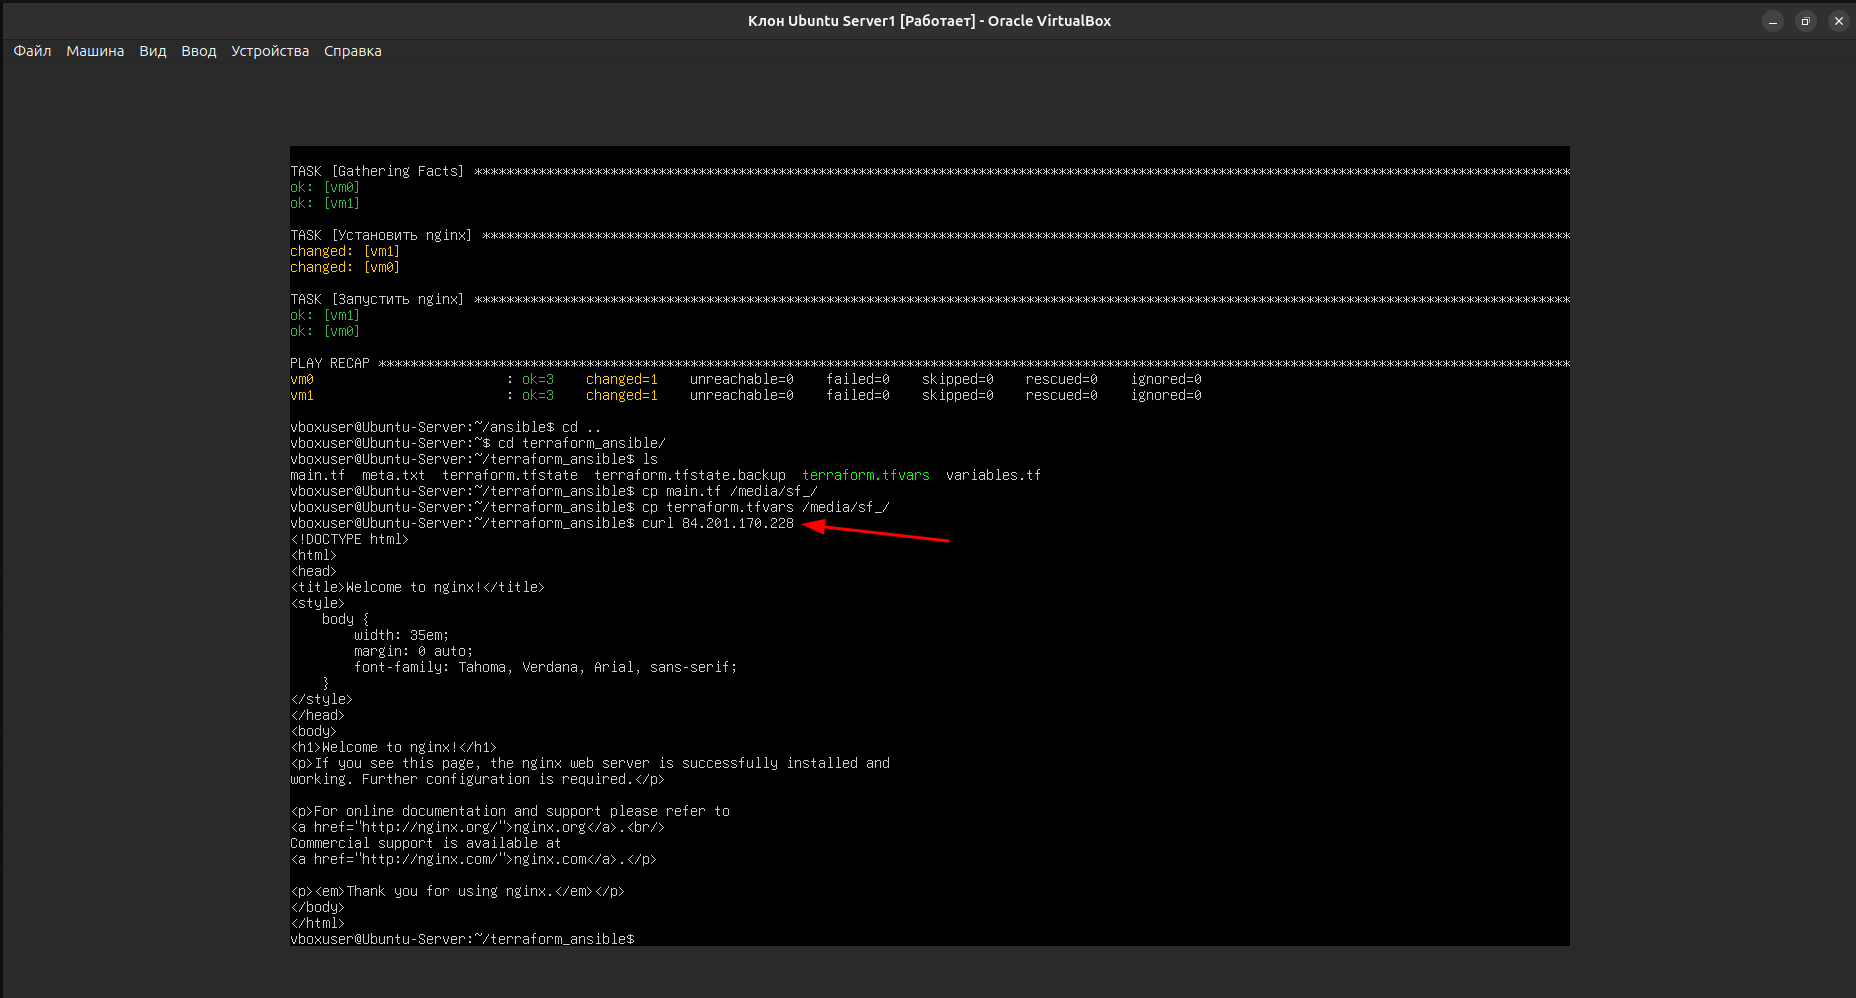 Клон Ubuntu Server1 [Работает] - Oracle VirtualBox
Файл Машина Вид Ввод Устройства Справка
TASK [Gathering Facts] *****************************************************************************************************************************************
ok: [vm0]
ok: [vm1]
TASK [Установить nginx] ****************************************************************************************************************************************
changed: [vm1]
changed: [vm0]
TASK [Запустить nginx] *****************************************************************************************************************************************
ok: [vm1]
ok: [vm0]
PLAY RECAP *****************************************************************************************************************************************************
vm0 : ok=3 changed=1 unreachable=0 failed=0 skipped=0 rescued=0 ignored=0
vm1 : ok=3 changed=1 unreachable=0 failed=0 skipped=0 rescued=0 ignored=0
vboxuser@Ubuntu-Server:~/ansible$ cd ..
vboxuser@Ubuntu-Server:~$ cd terraform_ansible/
vboxuser@Ubuntu-Server:~/terraform_ansible$ ls
main.tf meta.txt terraform.tfstate terraform.tfstate.backup terraform.tfvars variables.tf
vboxuser@Ubuntu-Server:~/terraform_ansible$ cp main.tf /media/sf_/
vboxuser@Ubuntu-Server:~/terraform_ansible$ cp terraform.tfvars /media/sf_/
vboxuser@Ubuntu-Server:~/terraform_ansible$ curl 84.201.170.228
<!DOCTYPE html>
<html>
<head>
<title>Welcome to nginx!</title>
<style>
body {
width: 35em;
margin: 0 auto;
font-family: Tahoma, Verdana, Arial, sans-serif;
}
</style>
</head>
<body>
<h1>Welcome to nginx!</h1>
<p>If you see this page, the nginx web server is successfully installed and
working. Further configuration is required.</p>
<p>For online documentation and support please refer to
<a href="http://nginx.org/">nginx.org</a>.<br/>
Commercial support is available at
<a href="http://nginx.com/">nginx.com</a>.</p>
<p><em>Thank you for using nginx.</em></p>
</body>
</html>
vboxuser@Ubuntu-Server:~/terraform_ansible$